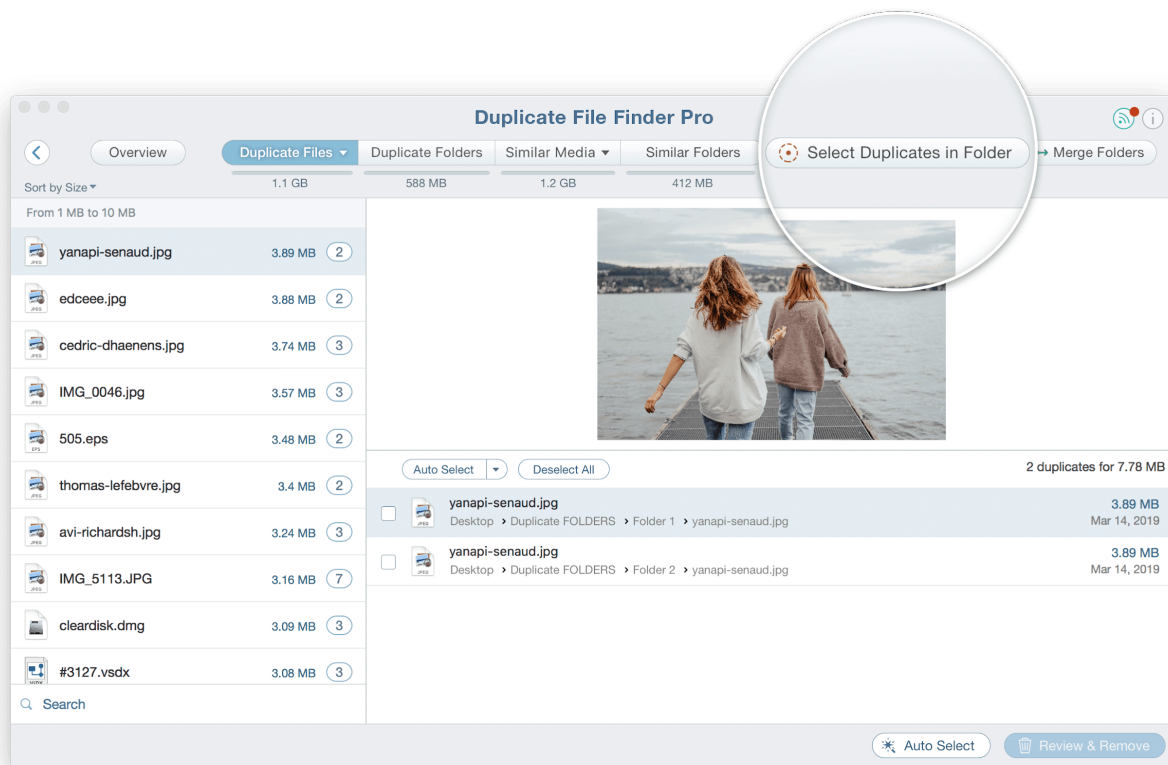 Duplicate File Finder Pro
Overview
Duplicate Files
Duplicate Folders
Similar Media
Similar Folders
Select Duplicates in Folder
Merge Folders
Sort by Size
1.1 GB
588 MB
1.2 GB
412 MB
From 1 MB to 10 MB
yanapi-senaud.jpg 3.89 MB 2
edceee.jpg 3.88 MB 2
cedric-dhaenens.jpg 3.74 MB 3
IMG_0046.jpg 3.57 MB 3
505.eps 3.48 MB 2
thomas-lefebvre.jpg 3.4 MB 2
avi-richardsh.jpg 3.24 MB 3
IMG_5113.JPG 3.16 MB 7
cleardisk.dmg 3.09 MB 3
#3127.vsdx 3.08 MB 3
Search
Auto Select
Deselect All
2 duplicates for 7.78 MB
yanapi-senaud.jpg 3.89 MB
Desktop › Duplicate FOLDERS › Folder 1 › yanapi-senaud.jpg Mar 14, 2019
yanapi-senaud.jpg 3.89 MB
Desktop › Duplicate FOLDERS › Folder 2 › yanapi-senaud.jpg Mar 14, 2019
Auto Select
Review & Remove